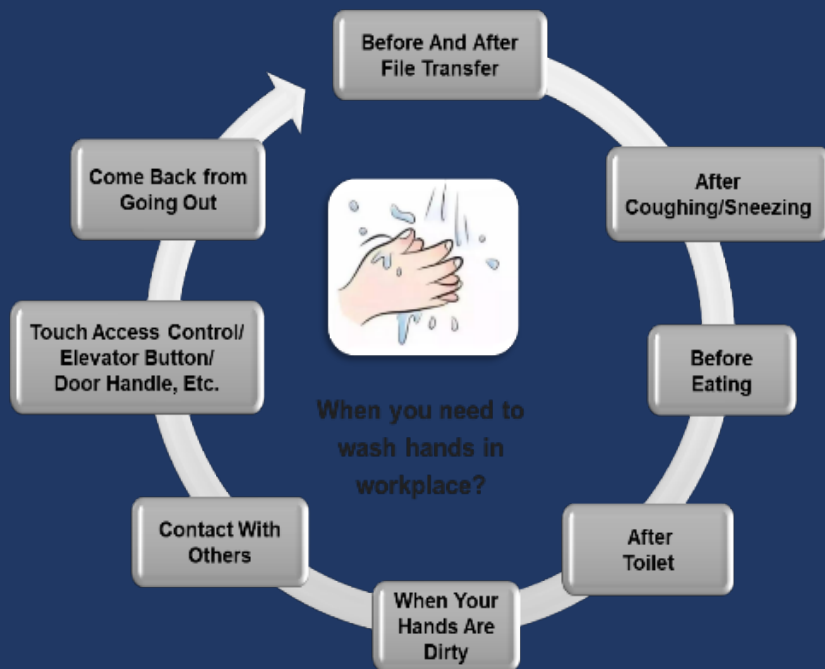 Before And After
File Transfer
After
Coughing/Sneezing
Before
Eating
After
Toilet
When Your
Hands Are
Dirty
Contact With
Others
Touch Access Control/
Elevator Button/
Door Handle, Etc.
Come Back from
Going Out
When you need to
wash hands in
workplace?